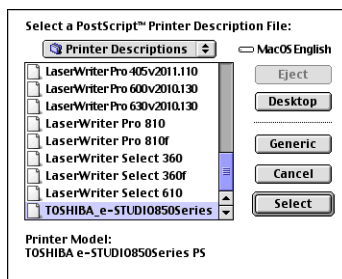 Select a PostScript™ Printer Description File:
Printer Descriptions
MacOS English
LaserWriter Pro 405v2011.110
LaserWriter Pro 600v2010.130
LaserWriter Pro 630v2010.130
LaserWriter Pro 810
LaserWriter Pro 810f
LaserWriter Select 360
LaserWriter Select 360f
LaserWriter Select 610
TOSHIBA_e-STUDIO850Series
Eject
Desktop
Generic
Cancel
Select
Printer Model:
TOSHIBA e-STUDIO850Series PS